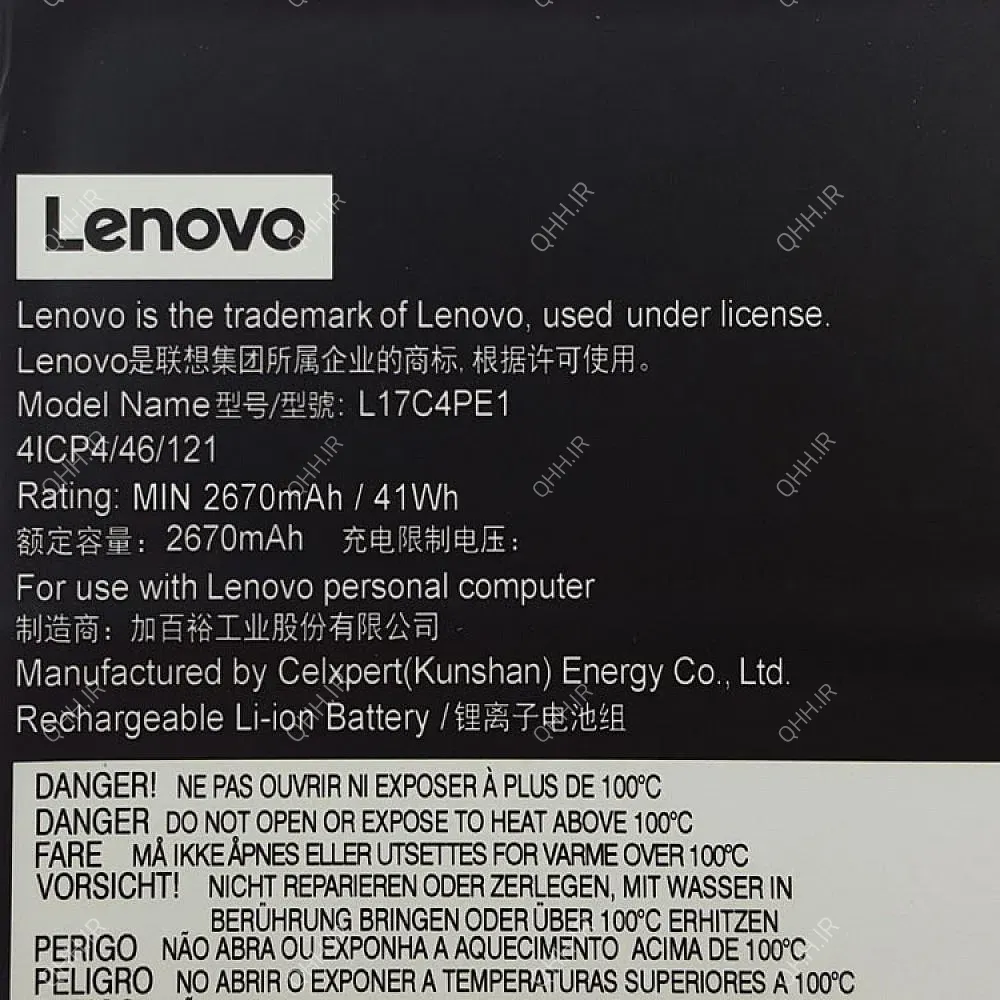 Lenovo
Lenovo is the trademark of Lenovo, used under license.
Lenovo是联想集团所属企业的商标, 根据许可使用。
Model Name型号/型號: L17C4PE1
4ICP4/46/121
Rating: MIN 2670mAh / 41Wh
额定容量: 2670mAh 充电限制电压:
For use with Lenovo personal computer
制造商: 加百裕工业股份有限公司
Manufactured by Celxpert(Kunshan) Energy Co., Ltd.
Rechargeable Li-ion Battery /锂离子电池组
DANGER! NE PAS OUVRIR NI EXPOSER À PLUS DE 100°C
DANGER DO NOT OPEN OR EXPOSE TO HEAT ABOVE 100°C
FARE MÅ IKKE ÅPNES ELLER UTSETTES FOR VARME OVER 100°C
VORSICHT! NICHT REPARIEREN ODER ZERLEGEN, MIT WASSER IN
BERÜHRUNG BRINGEN ODER ÜBER 100°C ERHITZEN
PERIGO NÃO ABRA OU EXPONHA A AQUECIMENTO ACIMA DE 100°C
PELIGRO NO ABRIR O EXPONER A TEMPERATURAS SUPERIORES A 100°C
QHH.IR